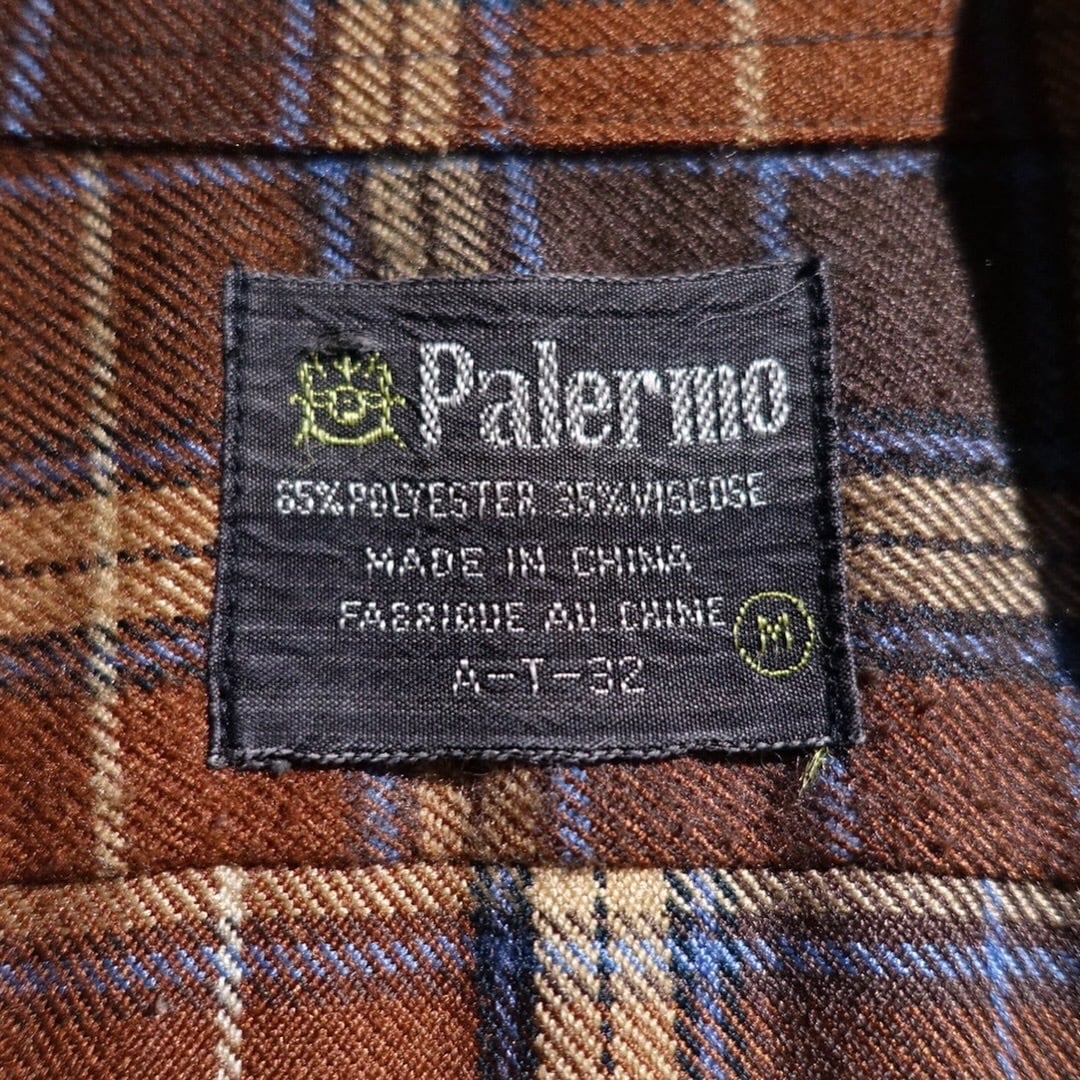 Palermo
65% POLYESTER 35% VISCOSE
MADE IN CHINA
FABRIQUE AU CHINE
M
A-T-32